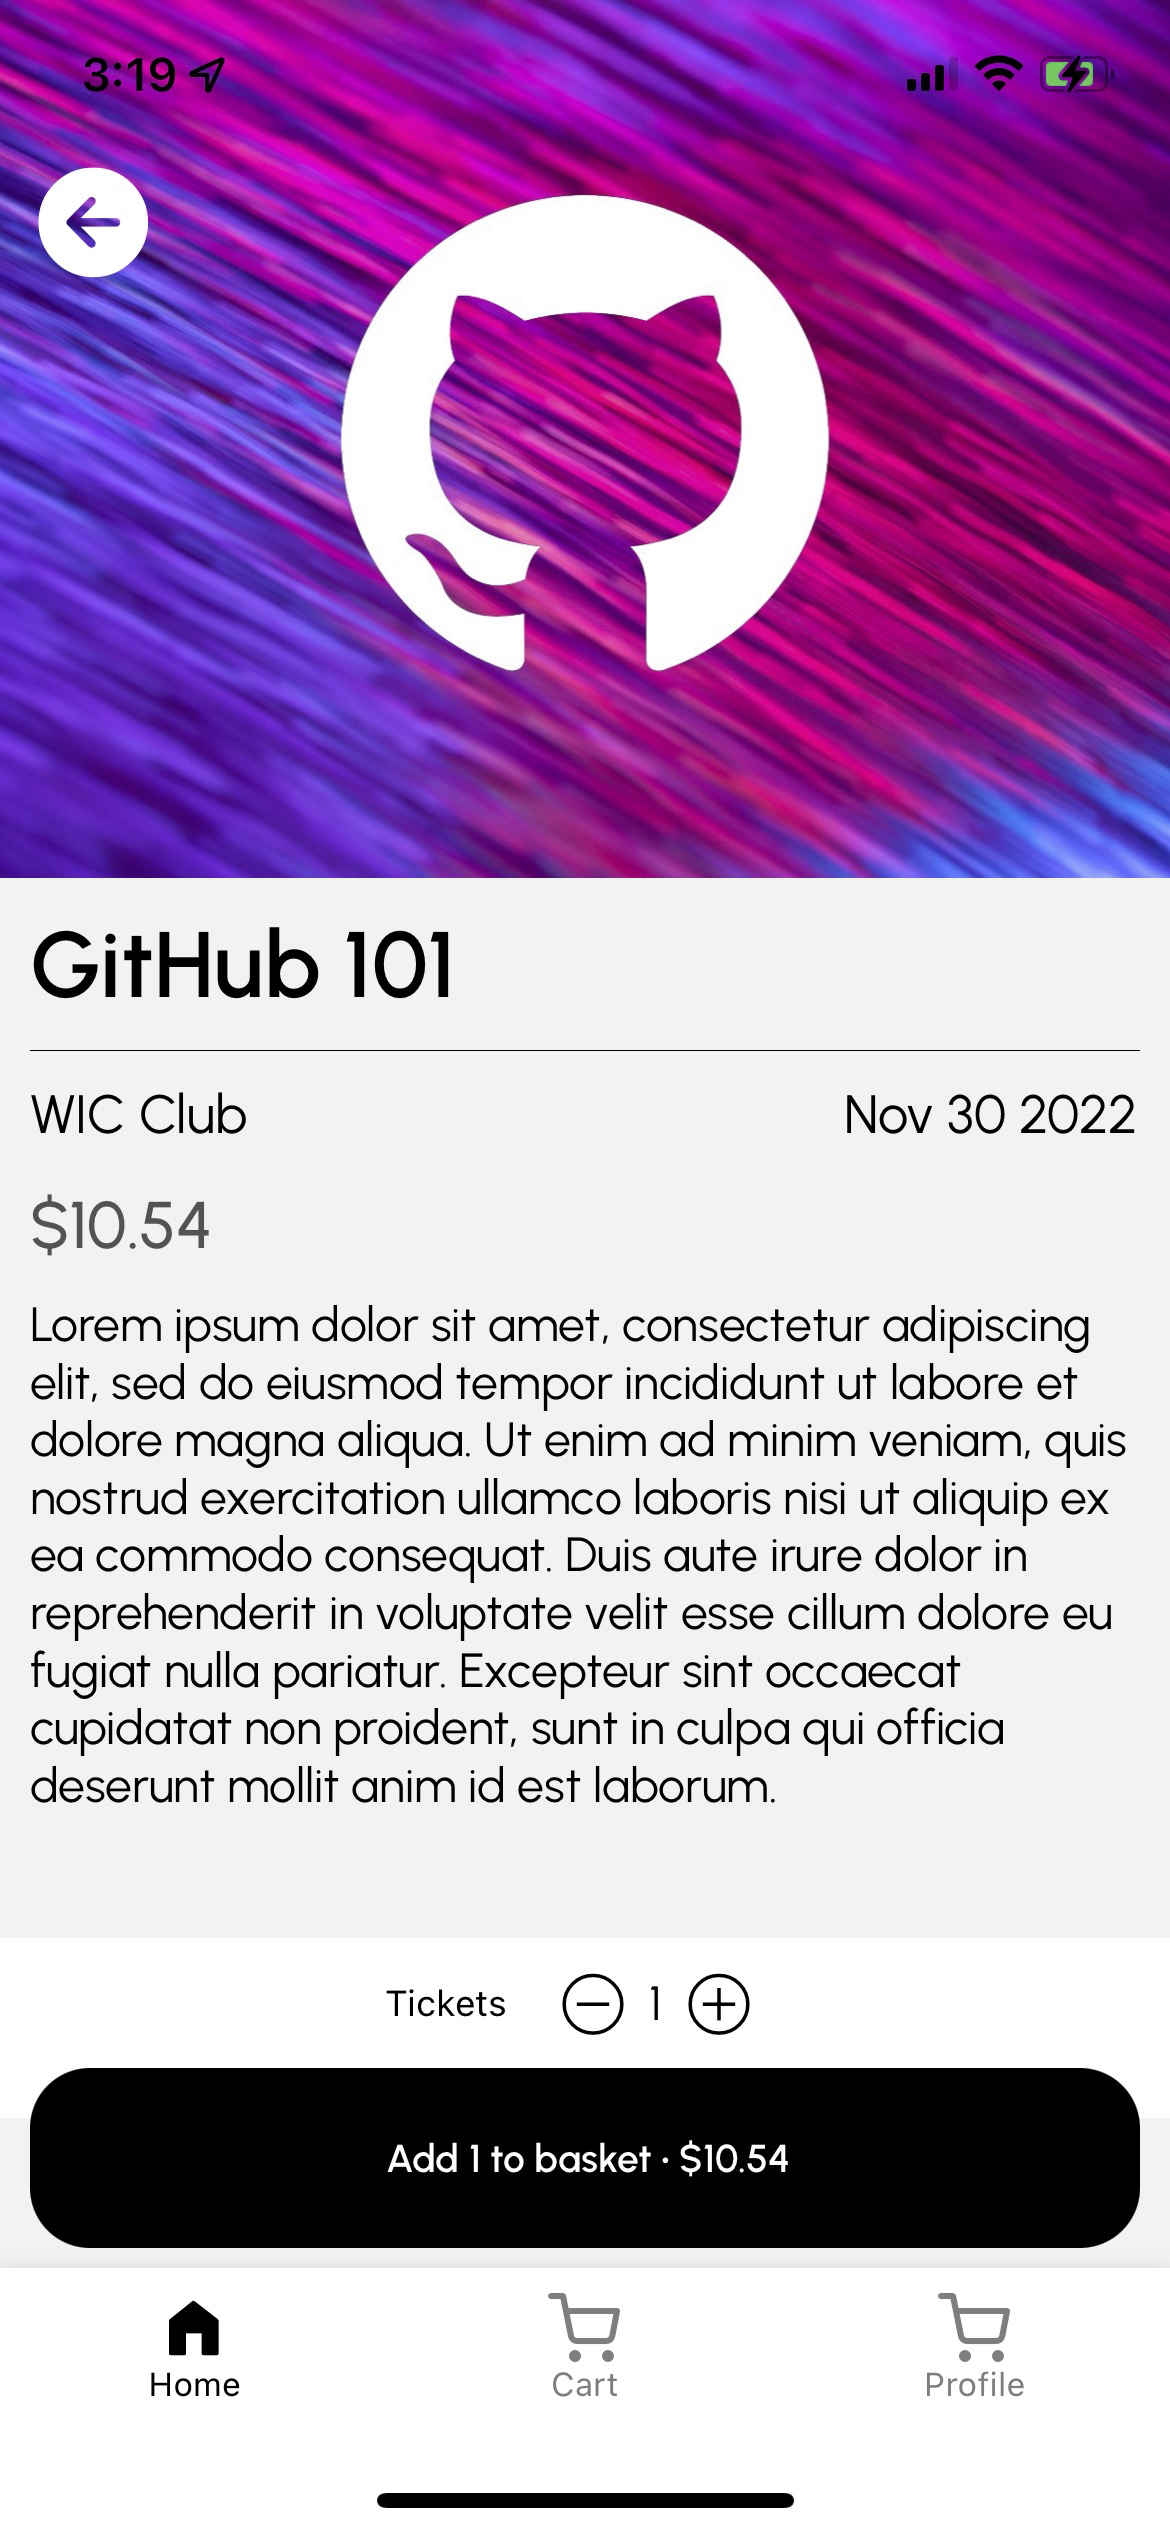 3:19
GitHub 101
WIC Club Nov 30 2022
$10.54
Lorem ipsum dolor sit amet, consectetur adipiscing
elit, sed do eiusmod tempor incididunt ut labore et
dolore magna aliqua. Ut enim ad minim veniam, quis
nostrud exercitation ullamco laboris nisi ut aliquip ex
ea commodo consequat. Duis aute irure dolor in
reprehenderit in voluptate velit esse cillum dolore eu
fugiat nulla pariatur. Excepteur sint occaecat
cupidatat non proident, sunt in culpa qui officia
deserunt mollit anim id est laborum.
Tickets 1
Add 1 to basket · $10.54
Home Cart Profile